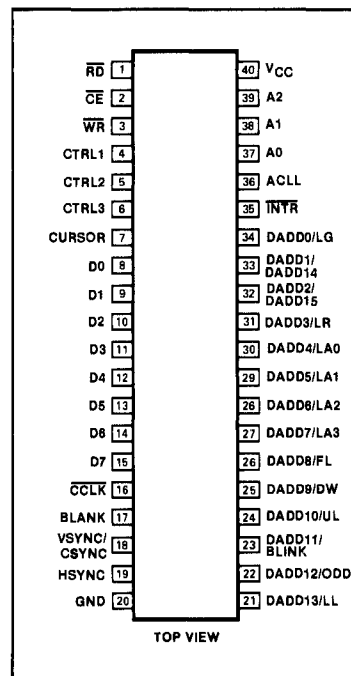 RD 1 40 VCC
CE 2 39 A2
WR 3 38 A1
CTRL1 4 37 A0
CTRL2 5 36 ACLL
CTRL3 6 35 INTR
CURSOR 7 34 DADD0/LG
D0 8 33 DADD1/
DADD14
D1 9 32 DADD2/
DADD15
D2 10 31 DADD3/LR
D3 11 30 DADD4/LA0
D4 12 29 DADD5/LA1
D5 13 26 DADD6/LA2
D6 14 27 DADD7/LA3
D7 15 26 DADD8/FL
CCLK 16 25 DADD9/DW
BLANK 17 24 DADD10/UL
VSYNC/
CSYNC 18 23 DADD11/
BLINK
HSYNC 19 22 DADD12/ODD
GND 20 21 DADD13/LL
TOP VIEW